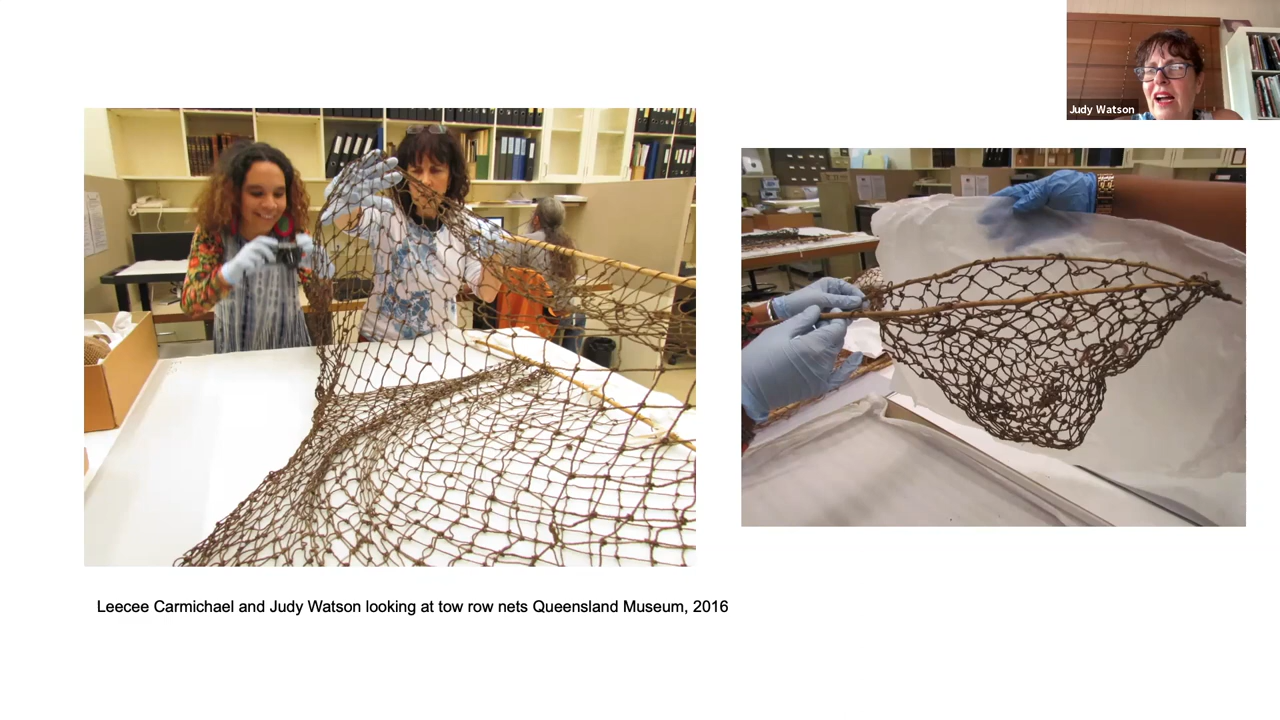 Judy Watson
Leecee Carmichael and Judy Watson looking at tow row nets Queensland Museum, 2016